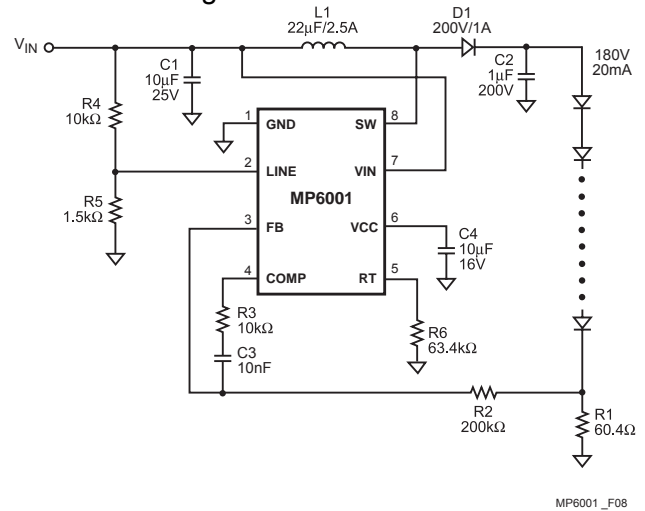 L1
22µF/2.5A
D1
200V/1A
VIN
C1
10µF
25V
C2
1µF
200V
180V
20mA
R4
10kΩ
1
GND
SW
8
2
LINE
VIN
7
MP6001
R5
1.5kΩ
3
FB
VCC
6
C4
10µF
16V
4
COMP
RT
5
R3
10kΩ
C3
10nF
R6
63.4kΩ
R2
200kΩ
R1
60.4Ω
MP6001_F08